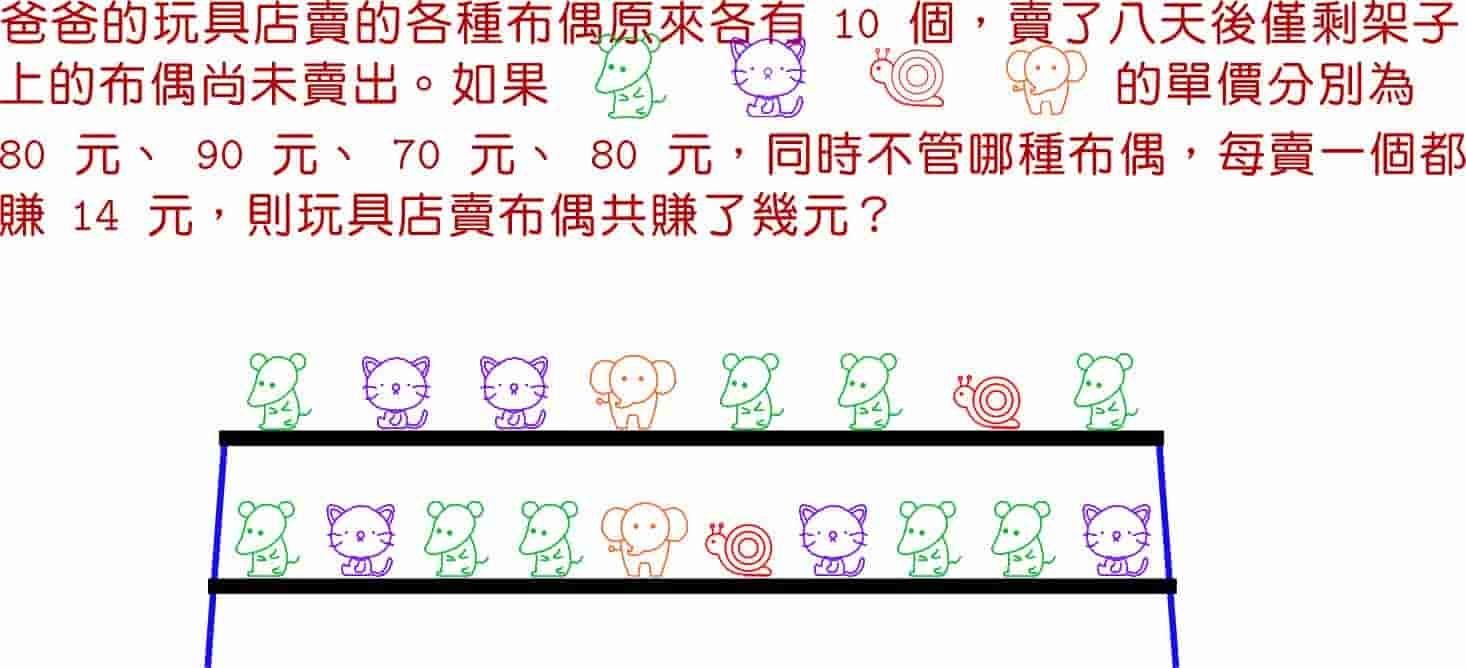 爸爸的玩具店賣的各種布偶原來各有 10 個，賣了八天後僅剩架子
上的布偶尚未賣出。如果 的單價分別為
80 元、 90 元、 70 元、 80 元，同時不管哪種布偶，每賣一個都
賺 14 元，則玩具店賣布偶共賺了幾元？